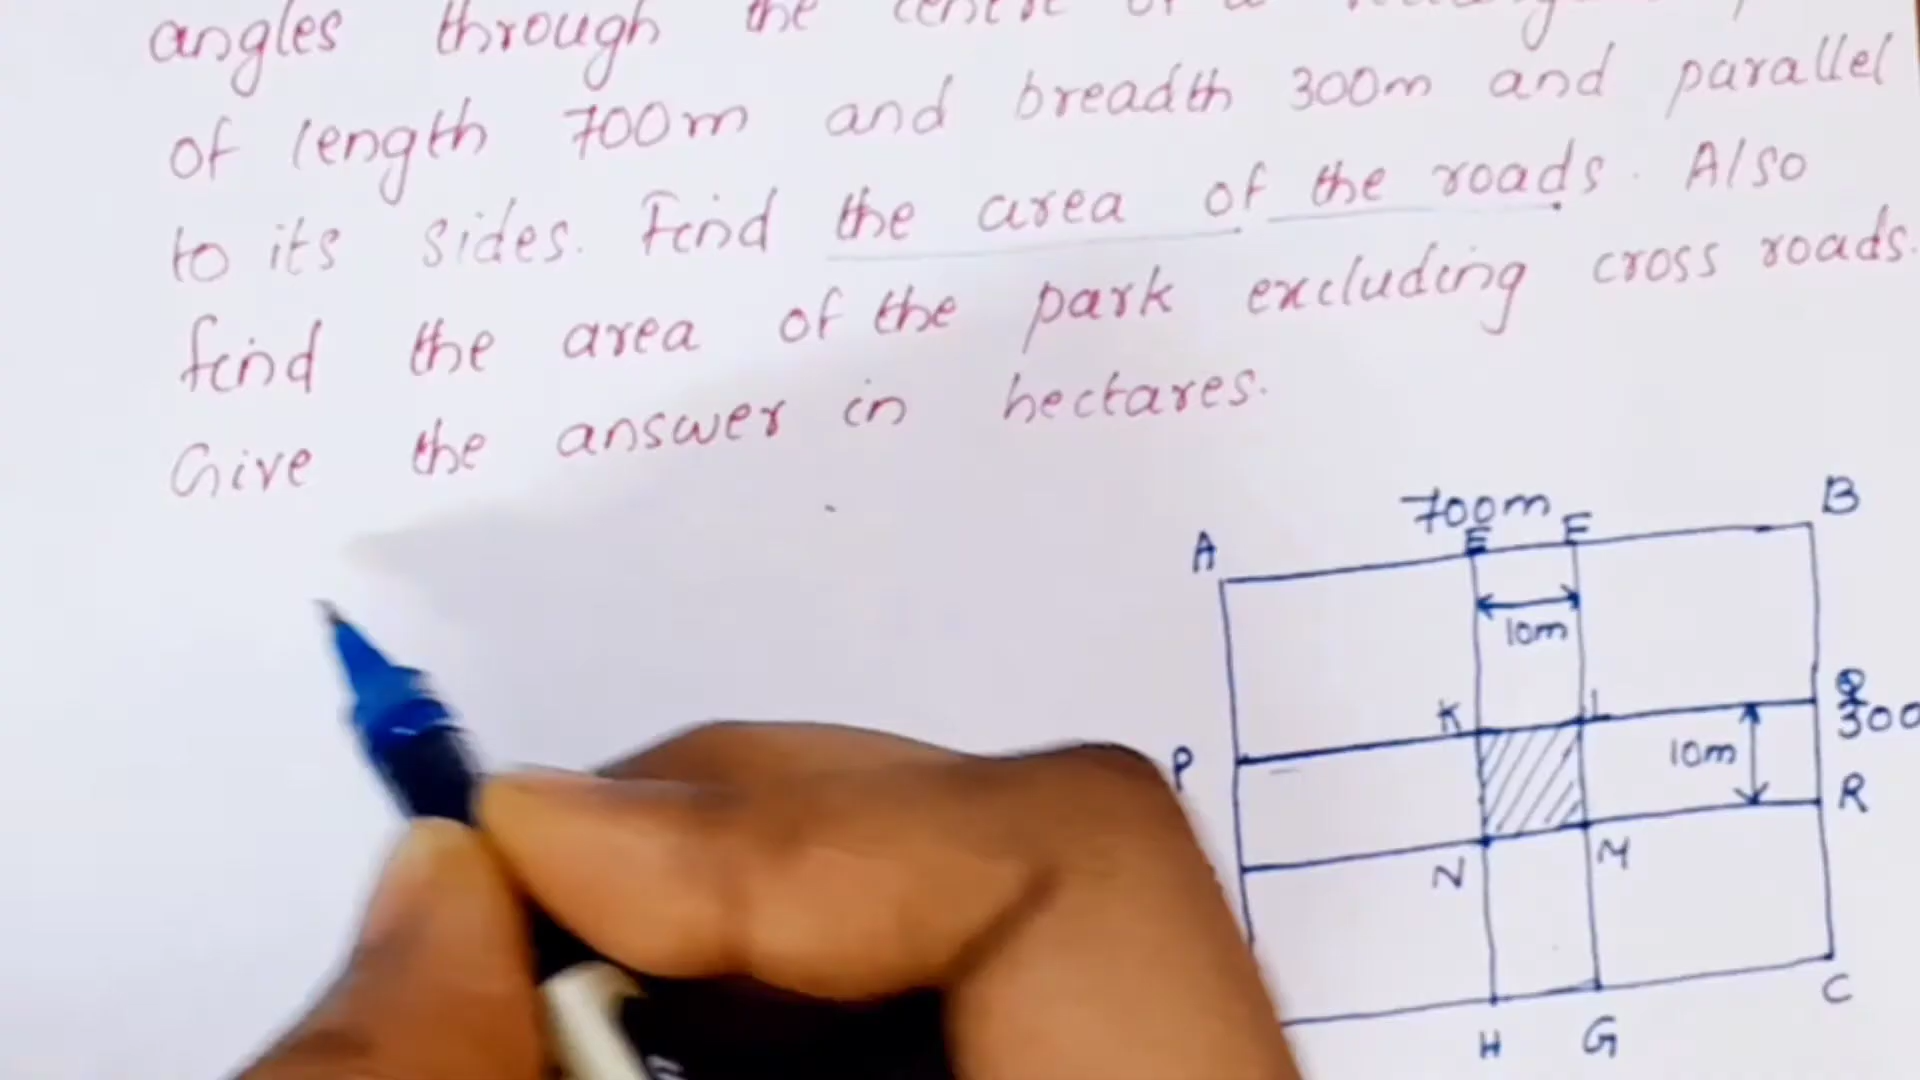 angles through the centre of a
of length 700m and breadth 300m and parallel
to its sides. Find the area of the roads. Also
find the area of the park excluding cross roads.
Give the answer in hectares.
700m
A E F B
10m
K L Q
300
P 10m R
N M
C
H G